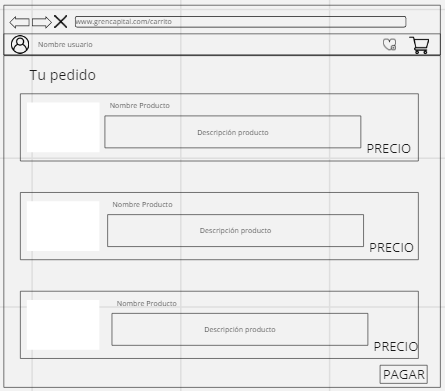 www.grencapital.com/carrito
Nombre usuario
Tu pedido
Nombre Producto
Descripción producto
PRECIO
Nombre Producto
Descripción producto
PRECIO
Nombre Producto
Descripción producto
PRECIO
PAGAR